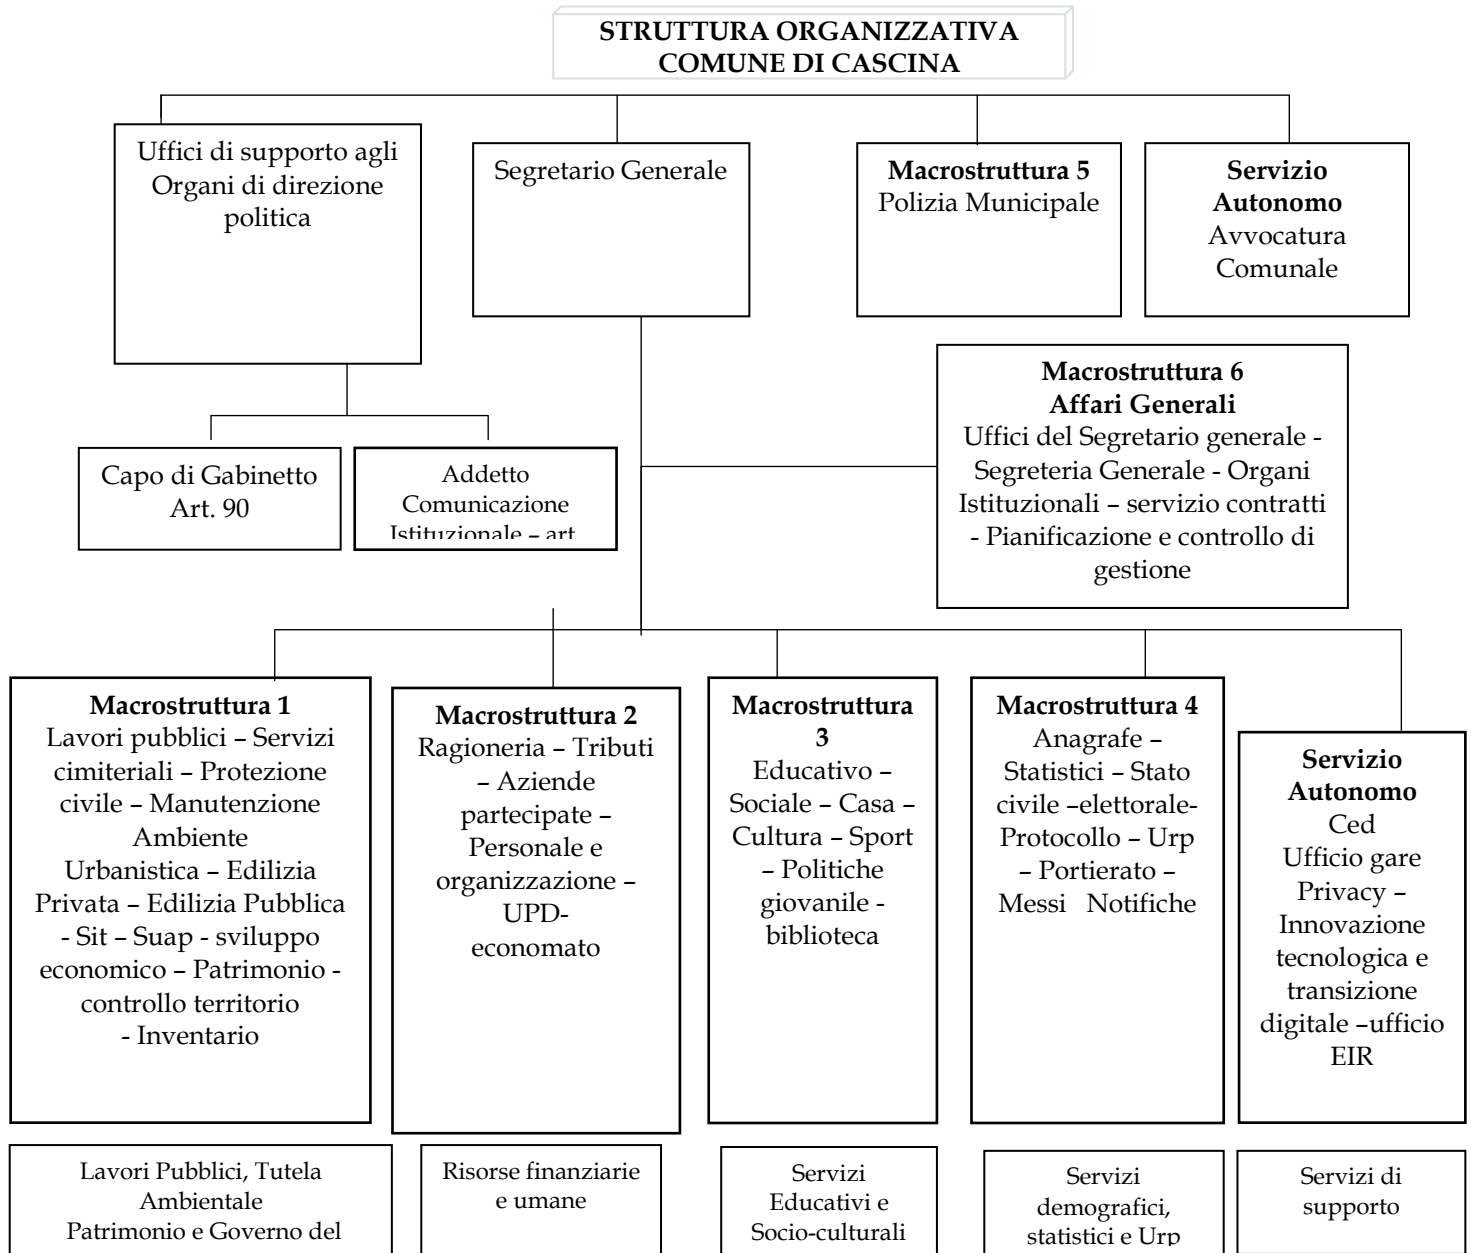 STRUTTURA ORGANIZZATIVA
COMUNE DI CASCINA
Uffici di supporto agli
Organi di direzione
politica
Segretario Generale
Macrostruttura 5
Polizia Municipale
Servizio
Autonomo
Avvocatura
Comunale
Macrostruttura 6
Affari Generali
Uffici del Segretario generale -
Segreteria Generale - Organi
Istituzionali – servizio contratti
- Pianificazione e controllo di
gestione
Capo di Gabinetto
Art. 90
Addetto
Comunicazione
Istituzionale – art
Macrostruttura 1
Lavori pubblici – Servizi
cimiteriali – Protezione
civile – Manutenzione
Ambiente
Urbanistica – Edilizia
Privata – Edilizia Pubblica
- Sit – Suap - sviluppo
economico – Patrimonio -
controllo territorio
- Inventario
Macrostruttura 2
Ragioneria – Tributi
– Aziende
partecipate –
Personale e
organizzazione –
UPD-
economato
Macrostruttura
3
Educativo –
Sociale – Casa –
Cultura – Sport
– Politiche
giovanile -
biblioteca
Macrostruttura 4
Anagrafe –
Statistici – Stato
civile –elettorale-
Protocollo – Urp
– Portierato –
Messi Notifiche
Servizio
Autonomo
Ced
Ufficio gare
Privacy –
Innovazione
tecnologica e
transizione
digitale –ufficio
EIR
Lavori Pubblici, Tutela
Ambientale
Patrimonio e Governo del
Risorse finanziarie
e umane
Servizi
Educativi e
Socio-culturali
Servizi
demografici,
statistici e Urp
Servizi di
supporto